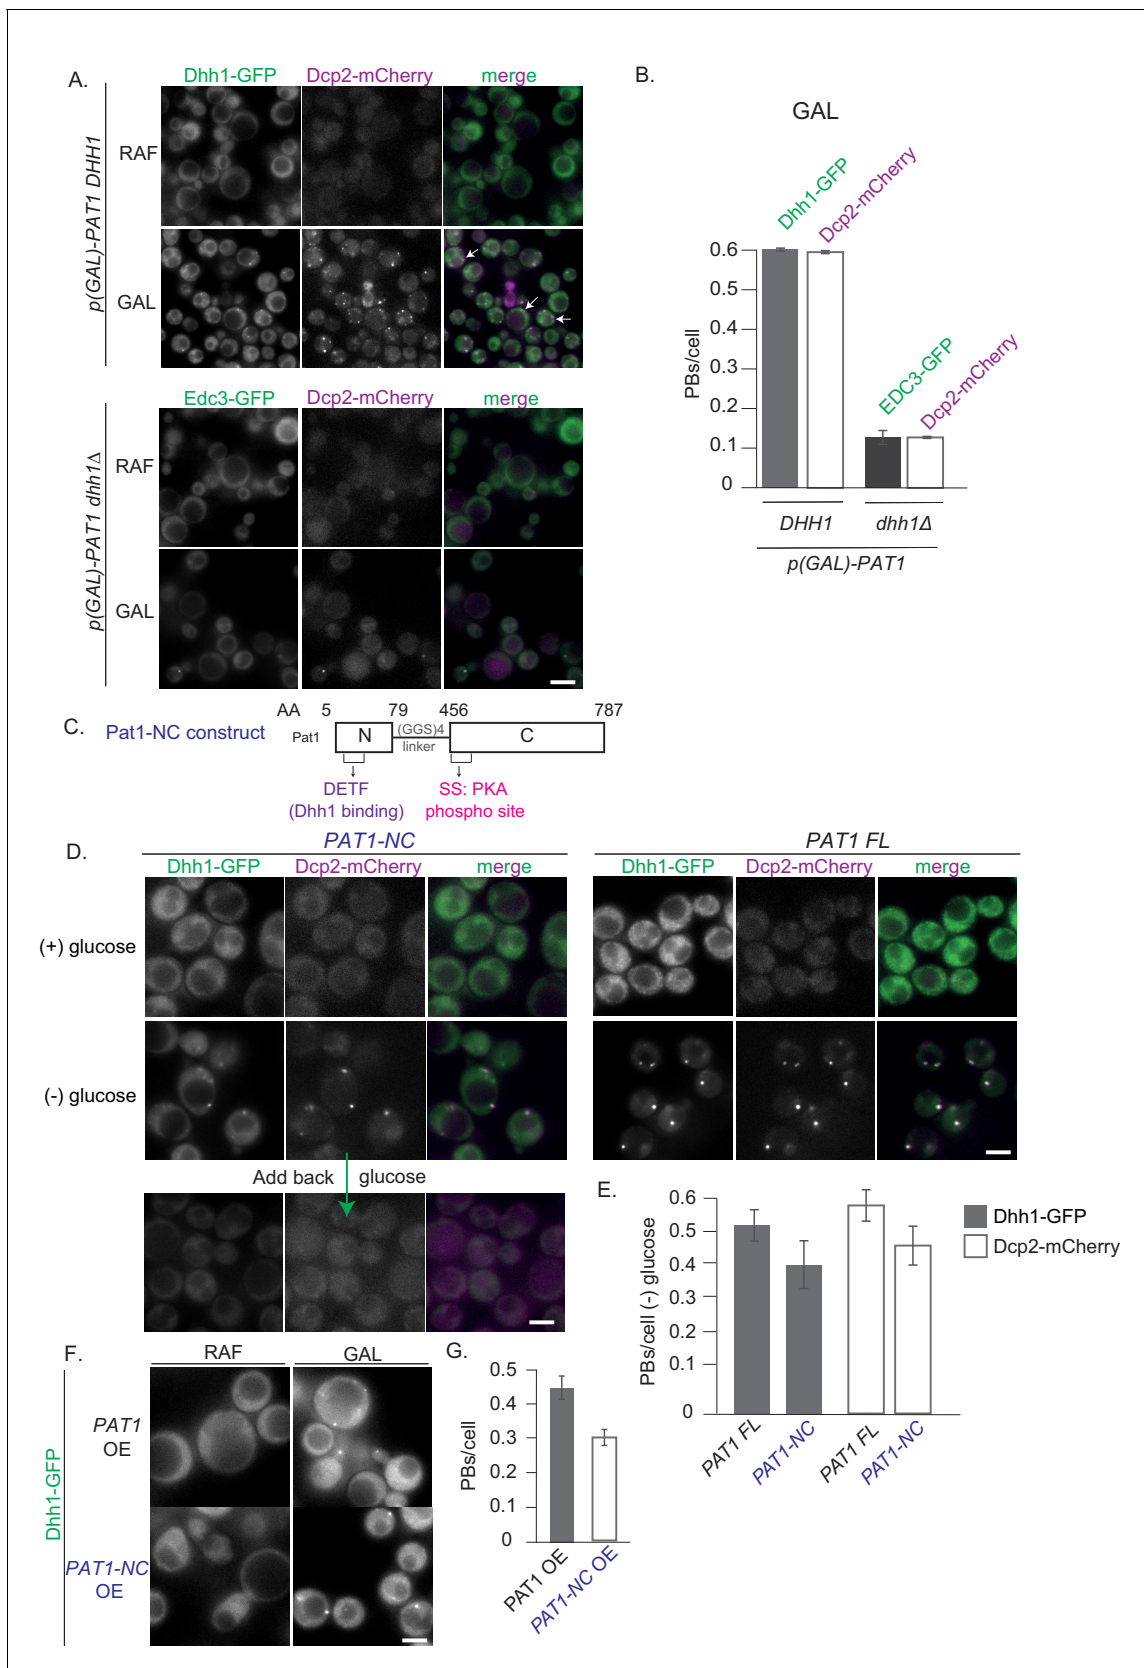 A.
Dhh1-GFP Dcp2-mCherry merge
p(GAL)-PAT1 DHH1
RAF
GAL
Edc3-GFP Dcp2-mCherry merge
p(GAL)-PAT1 dhh1Δ
RAF
GAL
B.
GAL
Dhh1-GFP
Dcp2-mCherry
EDC3-GFP
Dcp2-mCherry
PBs/cell
0.6
0.6
0.4
0.3
0.2
0.1
0
DHH1 dhh1Δ
p(GAL)-PAT1
C.
Pat1-NC construct
AA 5 79 456 787
Pat1 N (GGS)4 C
linker
DETF
(Dhh1 binding)
SS: PKA
phospho site
D.
PAT1-NC
Dhh1-GFP Dcp2-mCherry merge
PAT1 FL
Dhh1-GFP Dcp2-mCherry merge
(+) glucose
(-) glucose
Add back glucose
E.
PBs/cell (-) glucose
0.6
0.5
0.4
0.3
0.2
0.1
0
Dhh1-GFP
Dcp2-mCherry
PAT1 FL
PAT1-NC
PAT1 FL
PAT1-NC
F.
RAF GAL
Dhh1-GFP
PAT1
OE
PAT1-NC
OE
G.
PBs/cell
0.5
0.4
0.3
0.2
0.1
0
PAT1 OE
PAT1-NC OE